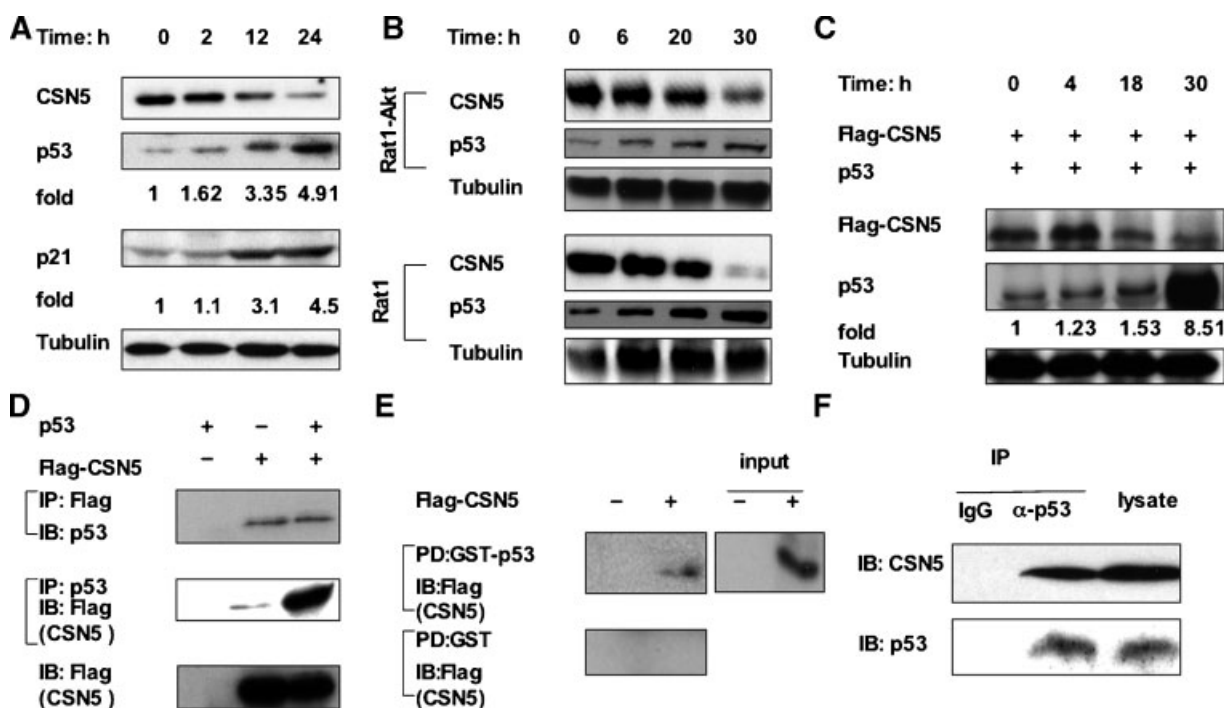 A
Time: h 0 2 12 24
CSN5
p53
fold 1 1.62 3.35 4.91
p21
fold 1 1.1 3.1 4.5
Tubulin
B
Time: h 0 6 20 30
Rat1-Akt
CSN5
p53
Tubulin
Rat1
CSN5
p53
Tubulin
C
Time: h 0 4 18 30
Flag-CSN5 + + + +
p53 + + + +
Flag-CSN5
p53
fold 1 1.23 1.53 8.51
Tubulin
D
p53 + – +
Flag-CSN5 – + +
IP: Flag
IB: p53
IP: p53
IB: Flag
(CSN5 )
IB: Flag
(CSN5 )
E
input
Flag-CSN5 – + – +
PD:GST-p53
IB:Flag
(CSN5)
PD:GST
IB:Flag
(CSN5)
F
IP
IgG α-p53 lysate
IB: CSN5
IB: p53